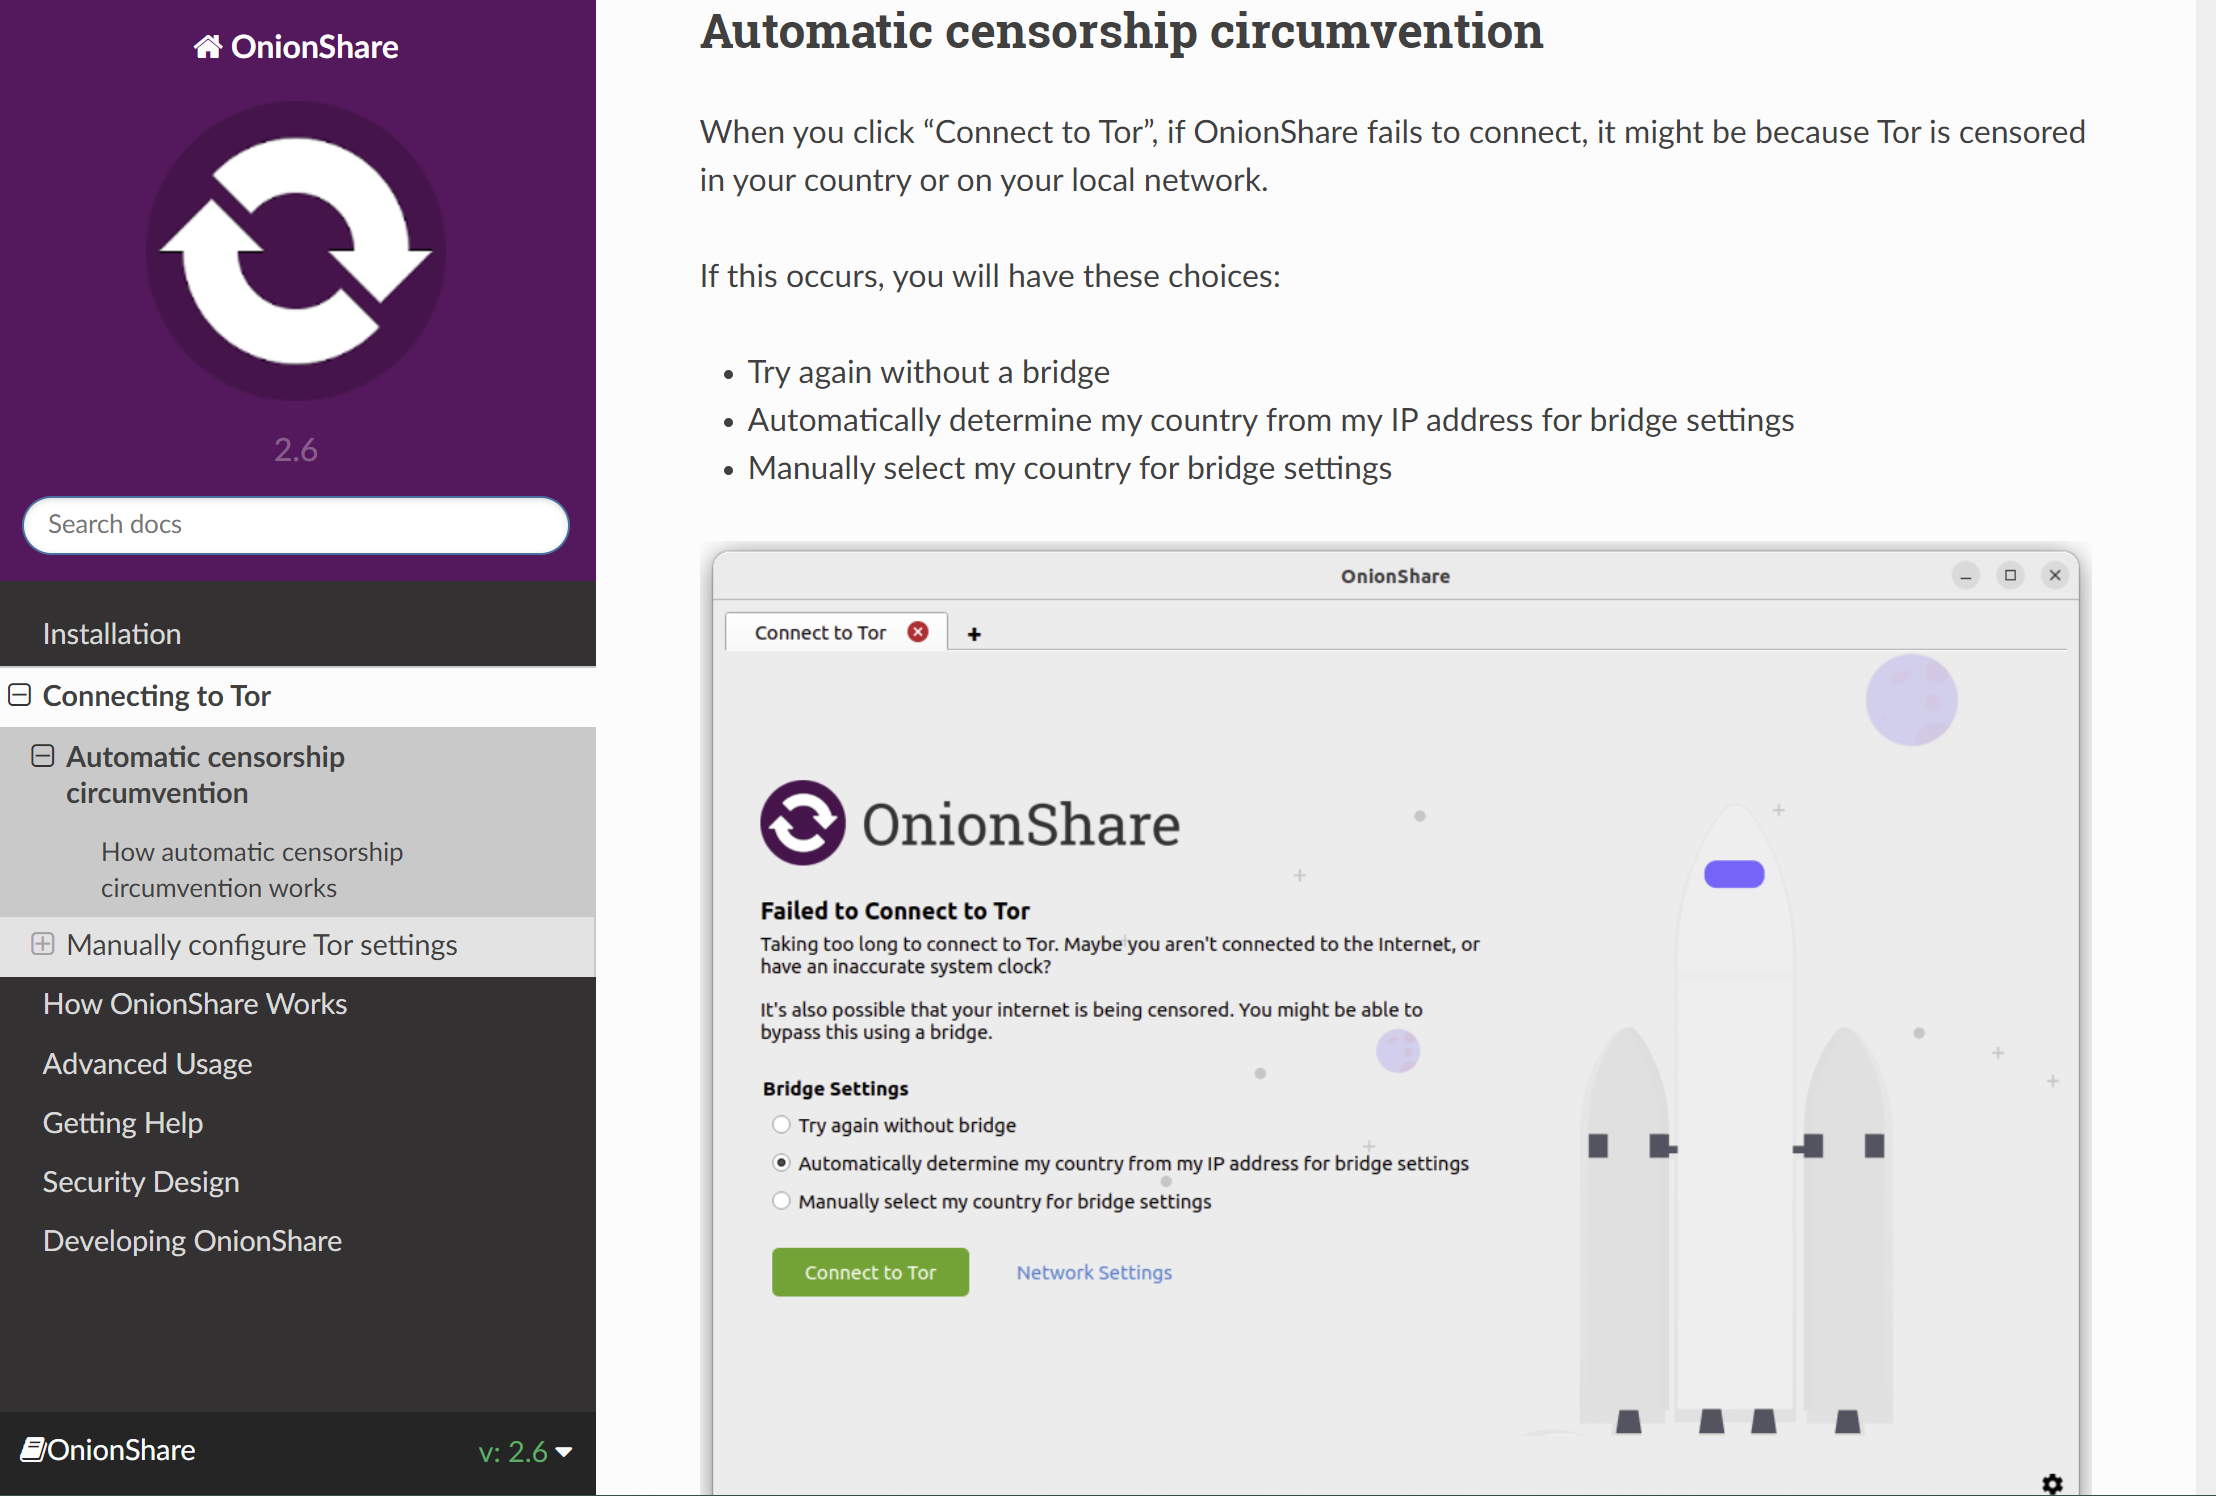 OnionShare
2.6
Search docs
Installation
Connecting to Tor
Automatic censorship
circumvention
How automatic censorship
circumvention works
Manually configure Tor settings
How OnionShare Works
Advanced Usage
Getting Help
Security Design
Developing OnionShare
OnionShare
v: 2.6
Automatic censorship circumvention
When you click “Connect to Tor”, if OnionShare fails to connect, it might be because Tor is censored
in your country or on your local network.
If this occurs, you will have these choices:
• Try again without a bridge
• Automatically determine my country from my IP address for bridge settings
• Manually select my country for bridge settings
OnionShare
Connect to Tor
OnionShare
Failed to Connect to Tor
Taking too long to connect to Tor. Maybe you aren't connected to the Internet, or
have an inaccurate system clock?
It's also possible that your internet is being censored. You might be able to
bypass this using a bridge.
Bridge Settings
Try again without bridge
Automatically determine my country from my IP address for bridge settings
Manually select my country for bridge settings
Connect to Tor
Network Settings